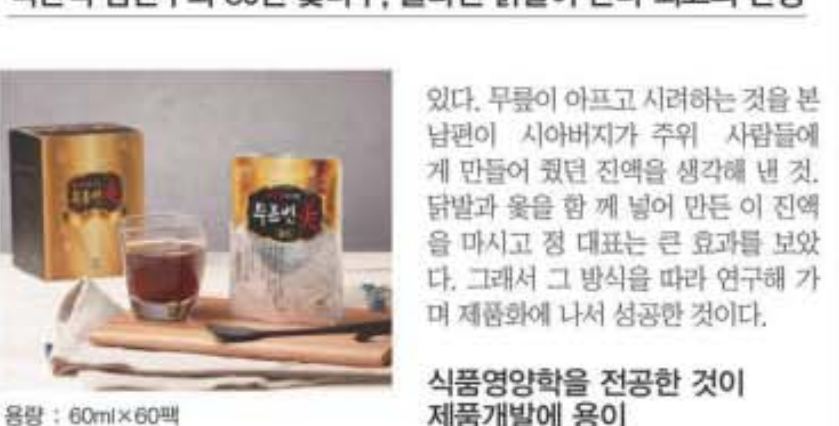 용량 : 60ml×60팩
있다. 무릎이 아프고 시려하는 것을 본
남편이 시아버지가 주위 사람들에
게 만들어 줬던 진액을 생각해 낸 것.
닭발과 옻을 함 께 넣어 만든 이 진액
을 마시고 정 대표는 큰 효과를 보았
다. 그래서 그 방식을 따라 연구해 가
며 제품화에 나서 성공한 것이다.
식품영양학을 전공한 것이
제품개발에 용이